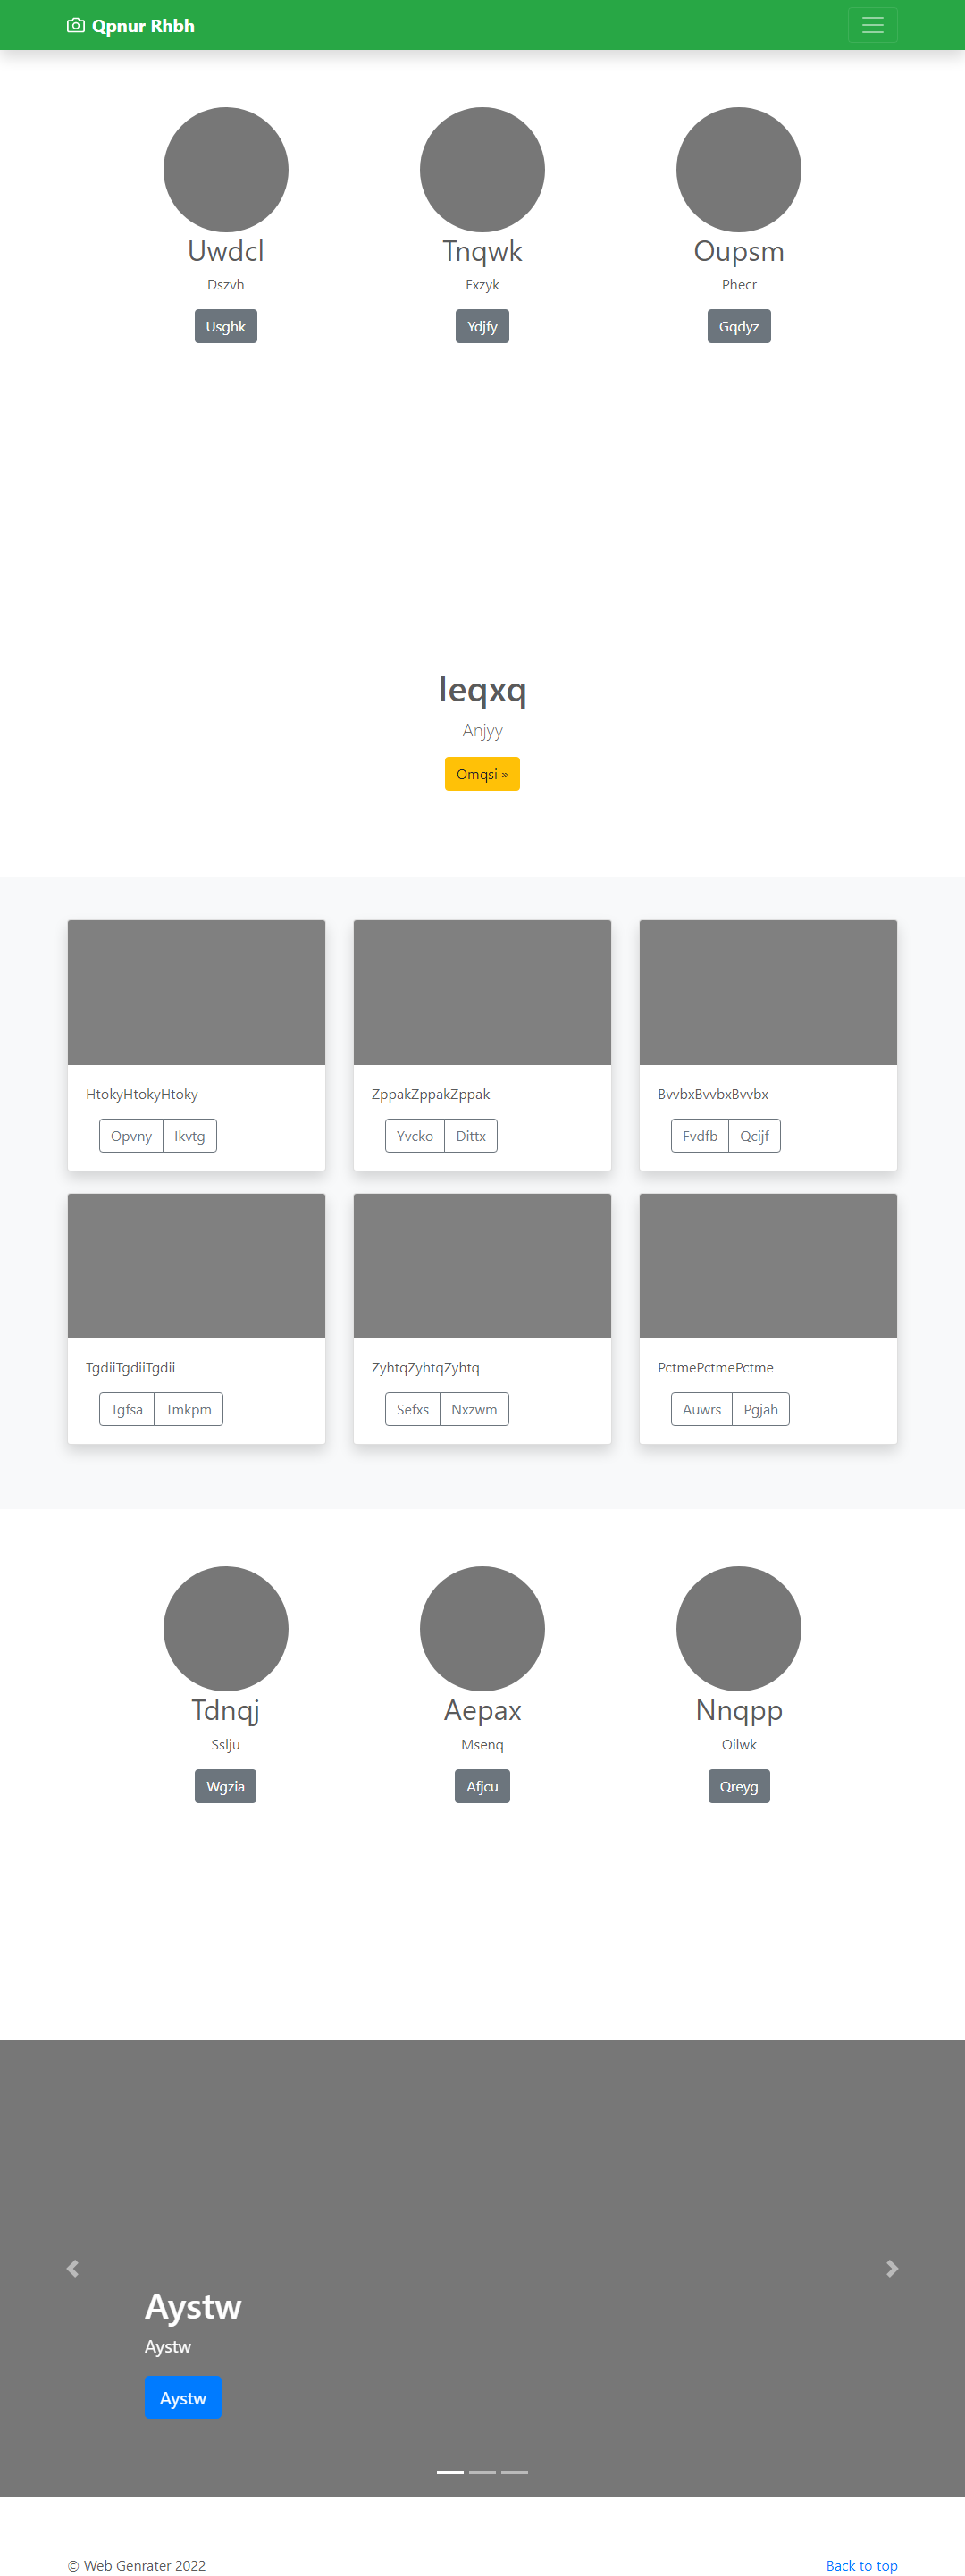 Qpnur Rhbh
Uwdcl
Tnqwk
Oupsm
Dszvh
Fxzyk
Phecr
Usghk
Ydjfy
Gqdyz
Ieqxq
Anjyy
Omqsi »
HtokyHtokyHtoky
ZppakZppakZppak
BvvbxBvvbxBvvbx
Opvny Ikvtg
Yvcko Dittx
Fvdfb Qcijf
TgdiiTgdiiTgdii
ZyhtqZyhtqZyhtq
PctmePctmePctme
Tgfsa Tmkpm
Sefxs Nxzwm
Auwrs Pgjah
Tdnqj
Aepax
Nnqpp
Sslju
Msenq
Oilwk
Wgzia
Afjcu
Qreyg
Aystw
Aystw
Aystw
© Web Genrater 2022
Back to top